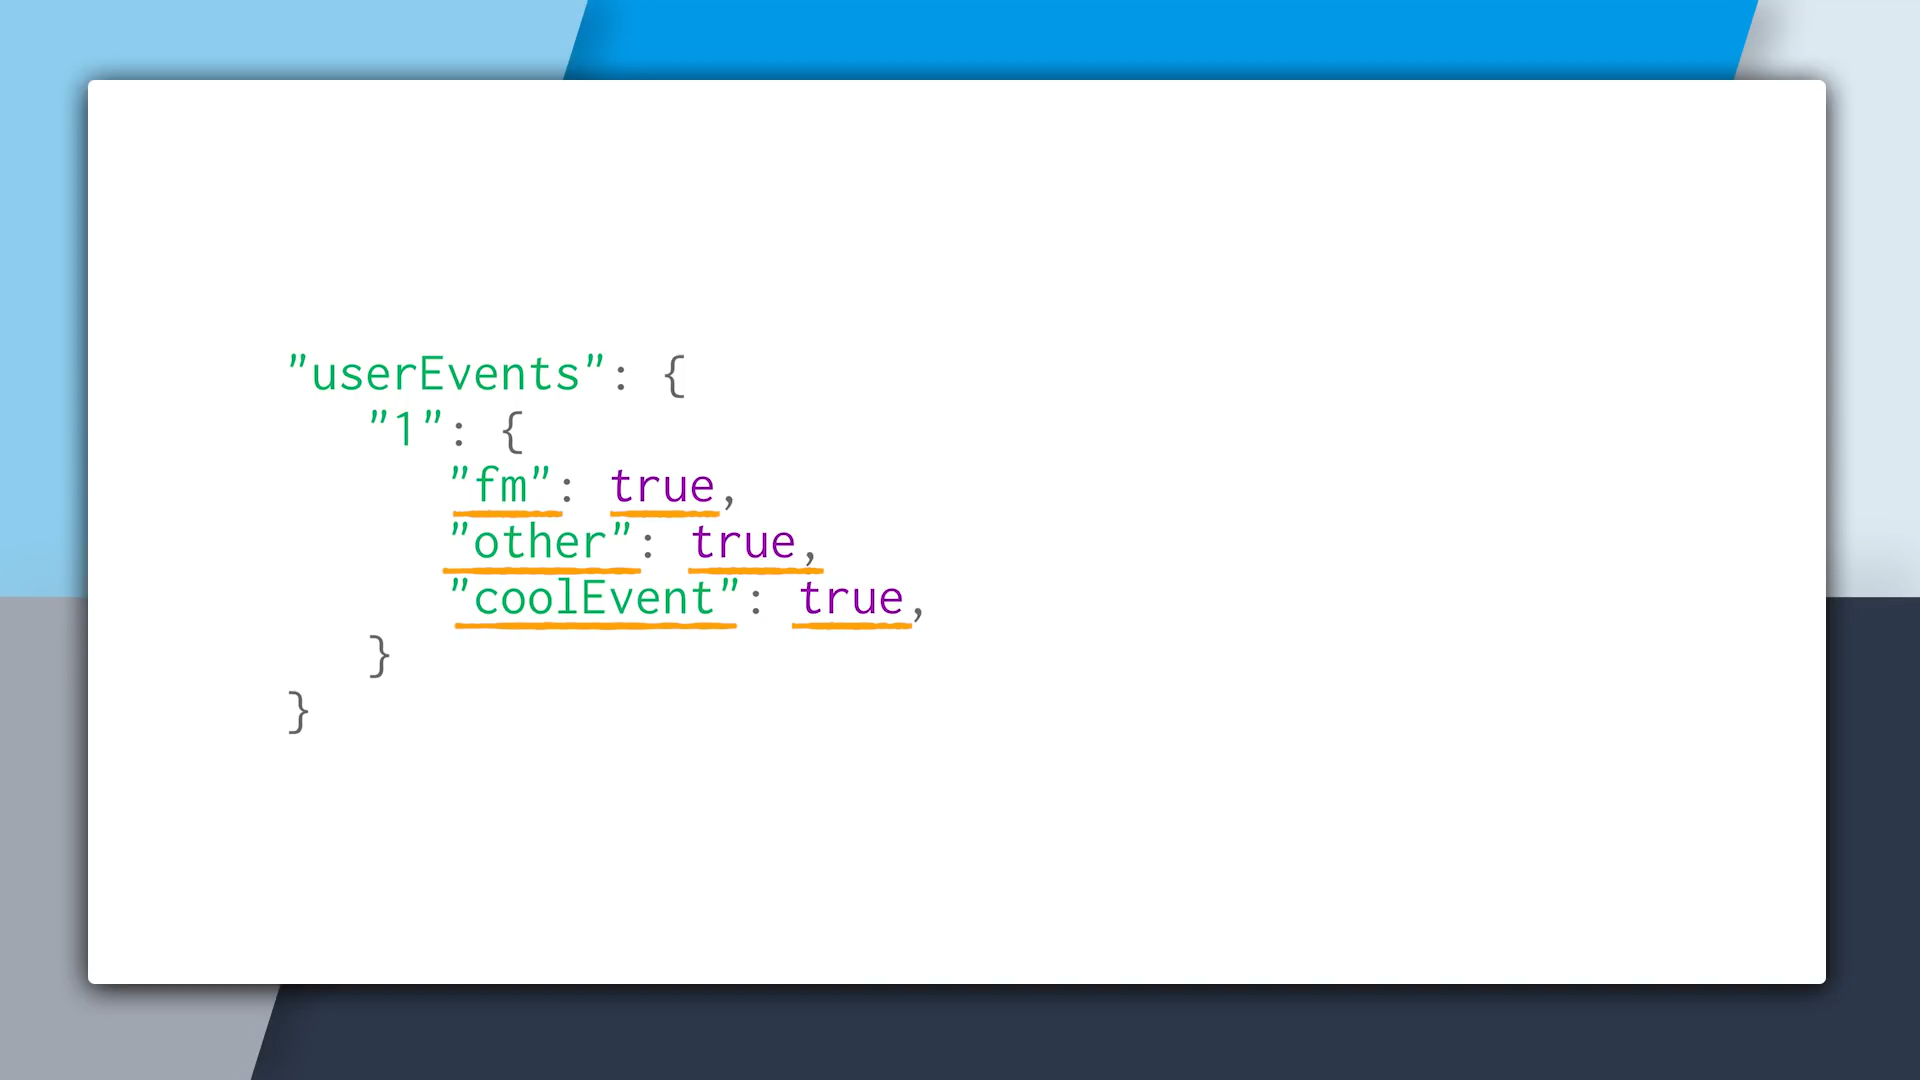 "userEvents": {
"1": {
"fm": true,
"other": true,
"coolEvent": true,
}
}